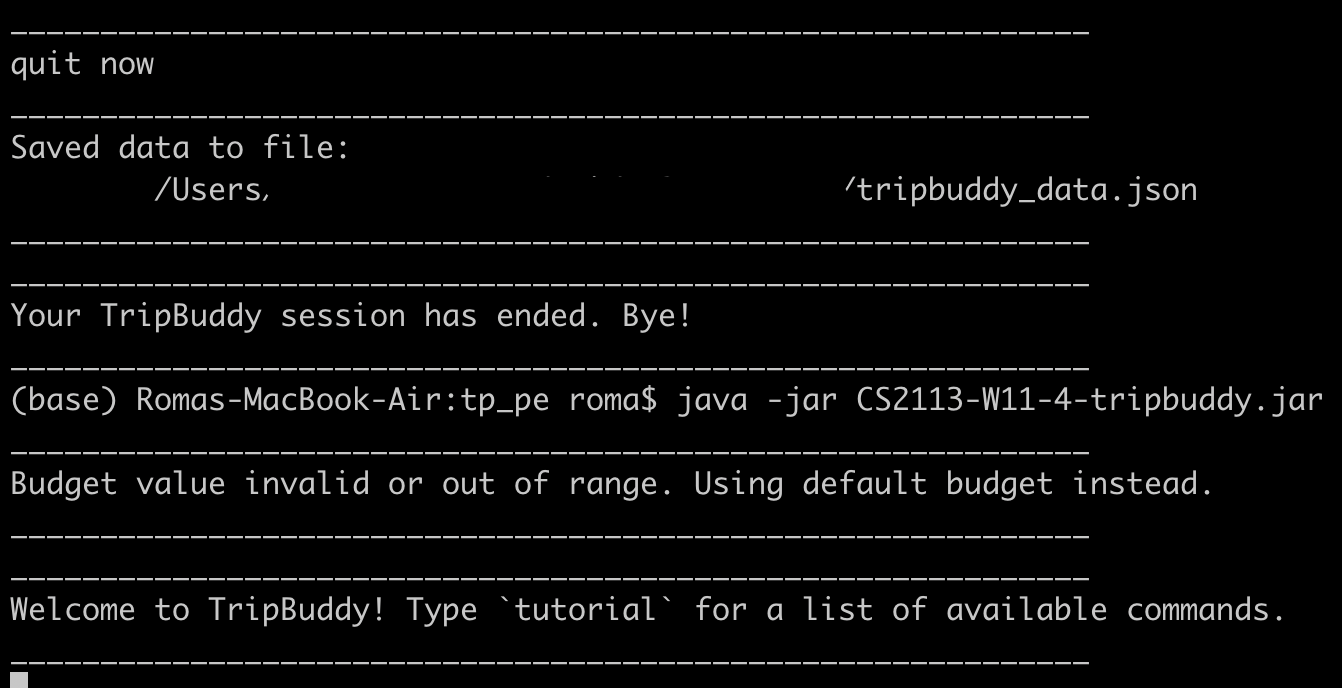 ____________________________________________________________
quit now
____________________________________________________________
Saved data to file:
/Users /tripbuddy_data.json
____________________________________________________________
____________________________________________________________
Your TripBuddy session has ended. Bye!
____________________________________________________________
(base) Romas-MacBook-Air:tp_pe roma$ java -jar CS2113-W11-4-tripbuddy.jar
____________________________________________________________
Budget value invalid or out of range. Using default budget instead.
____________________________________________________________
____________________________________________________________
Welcome to TripBuddy! Type `tutorial` for a list of available commands.
____________________________________________________________